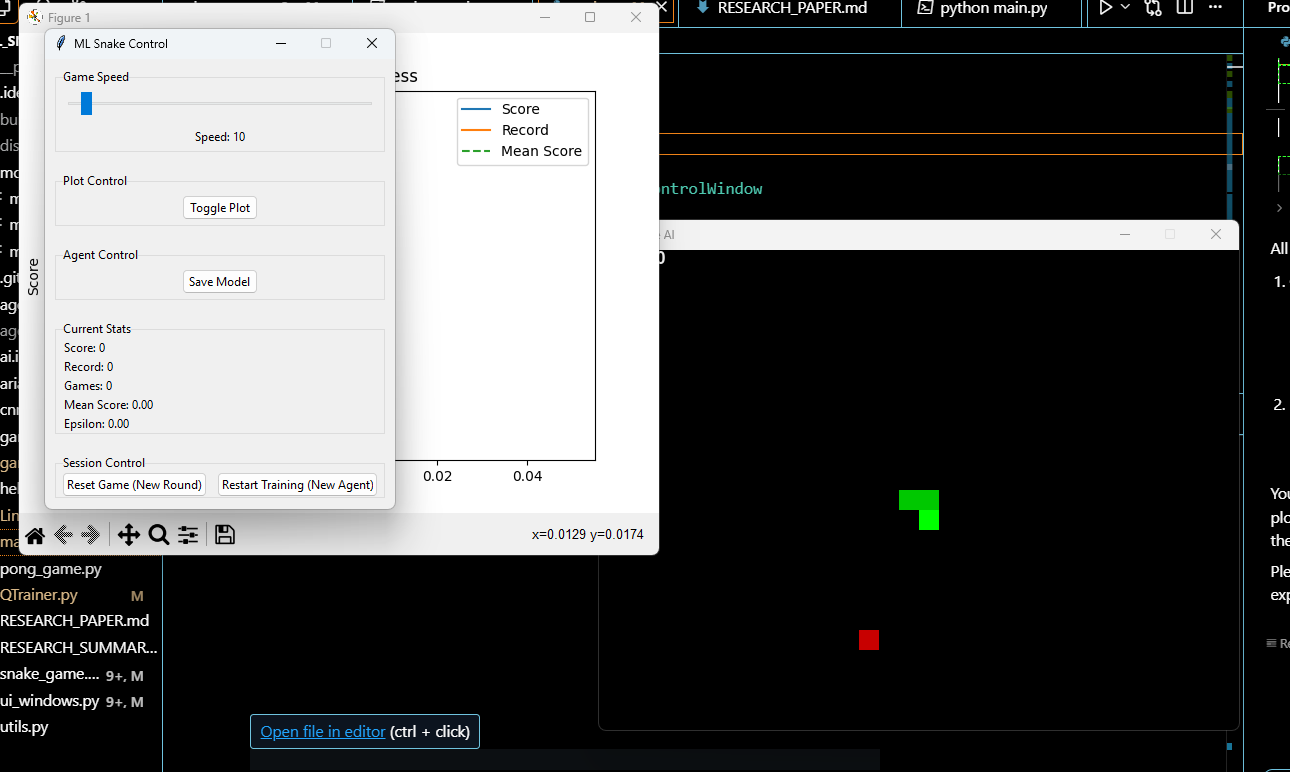 Figure 1
RESEARCH_PAPER.md
python main.py
ML Snake Control
Game Speed
Speed: 10
Plot Control
Toggle Plot
Agent Control
Save Model
Current Stats
Score: 0
Record: 0
Games: 0
Mean Score: 0.00
Epsilon: 0.00
Session Control
Reset Game (New Round)
Restart Training (New Agent)
ess
Score
Record
Mean Score
Score
0.02
0.04
x=0.0129 y=0.0174
ontrolWindow
AI
0
pong_game.py
QTrainer.py M
RESEARCH_PAPER.md
RESEARCH_SUMMAR...
snake_game.... 9+, M
ui_windows.py 9+, M
utils.py
Open file in editor (ctrl + click)
Pro
All
1.
2.
You
plo
the
Ple
exp
Re